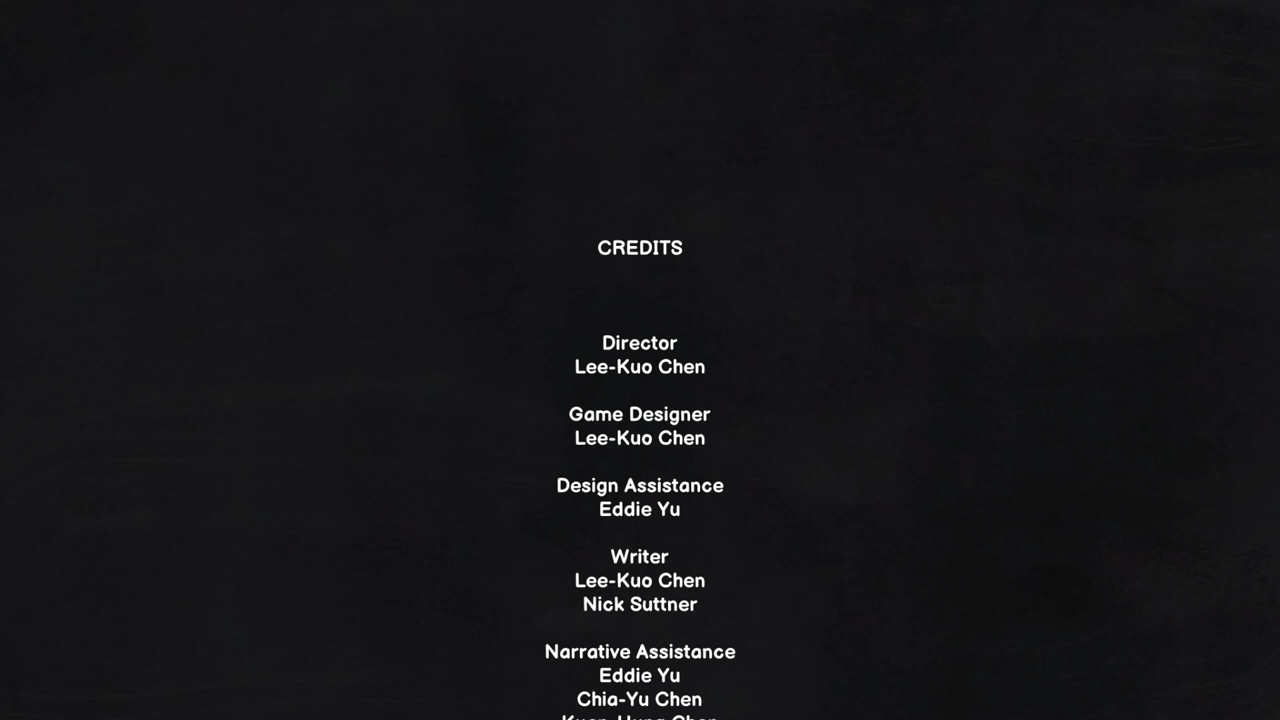 CREDITS
Director
Lee-Kuo Chen
Game Designer
Lee-Kuo Chen
Design Assistance
Eddie Yu
Writer
Lee-Kuo Chen
Nick Suttner
Narrative Assistance
Eddie Yu
Chia-Yu Chen